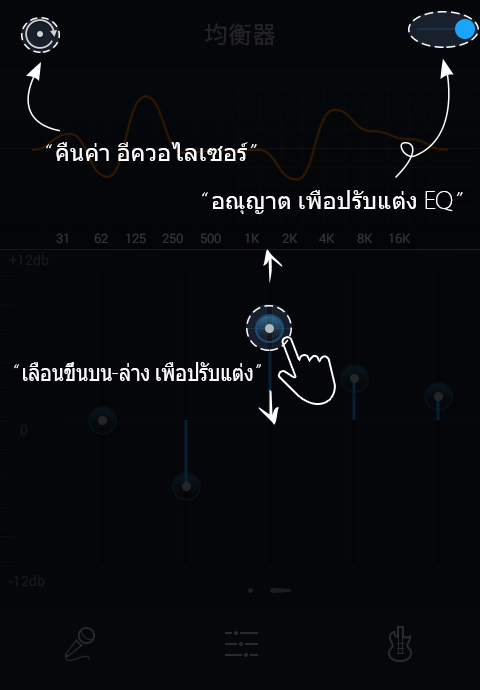 均衡器
“คืนค่า อีควอไลเซอร์”
“อณุญาต เพื่อปรับแต่ง EQ”
31 62 125 250 500 1K 2K 4K 8K 16K
+12db
“เลื่อนขึ้นบน-ล่าง เพื่อปรับแต่ง”
0
-12db